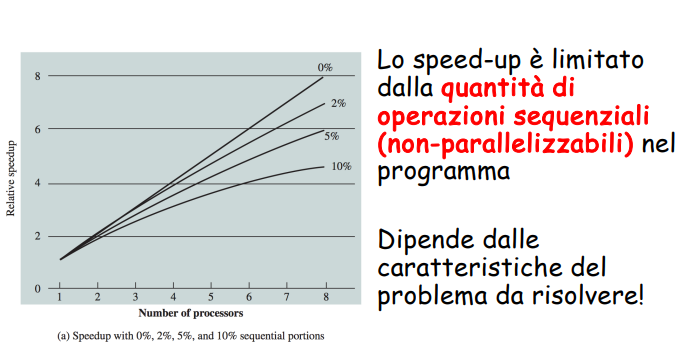 Relative speedup
8
6
4
2
0
0%
2%
5%
10%
1 2 3 4 5 6 7 8
Number of processors
(a) Speedup with 0%, 2%, 5%, and 10% sequential portions
Lo speed-up è limitato
dalla quantità di
operazioni sequenziali
(non-parallelizzabili) nel
programma
Dipende dalle
caratteristiche del
problema da risolvere!